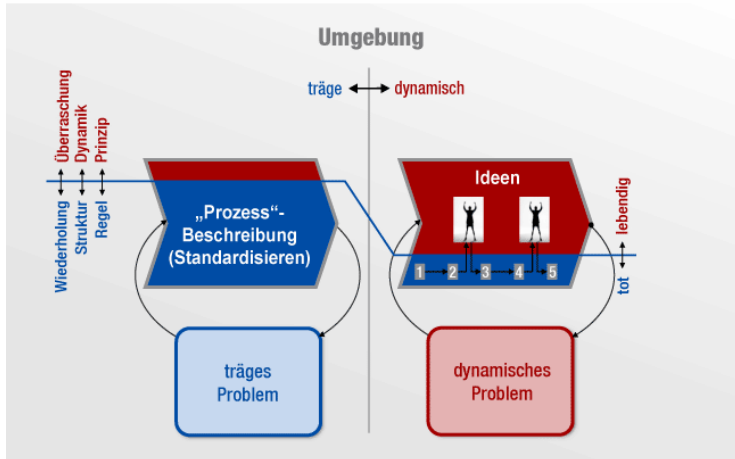 Umgebung
träge
dynamisch
Überraschung
Dynamik
Prinzip
Wiederholung
Struktur
Regel
„Prozess“-
Beschreibung
(Standardisieren)
Ideen
1 2 3 4 5
lebendig
tot
träges
Problem
dynamisches
Problem